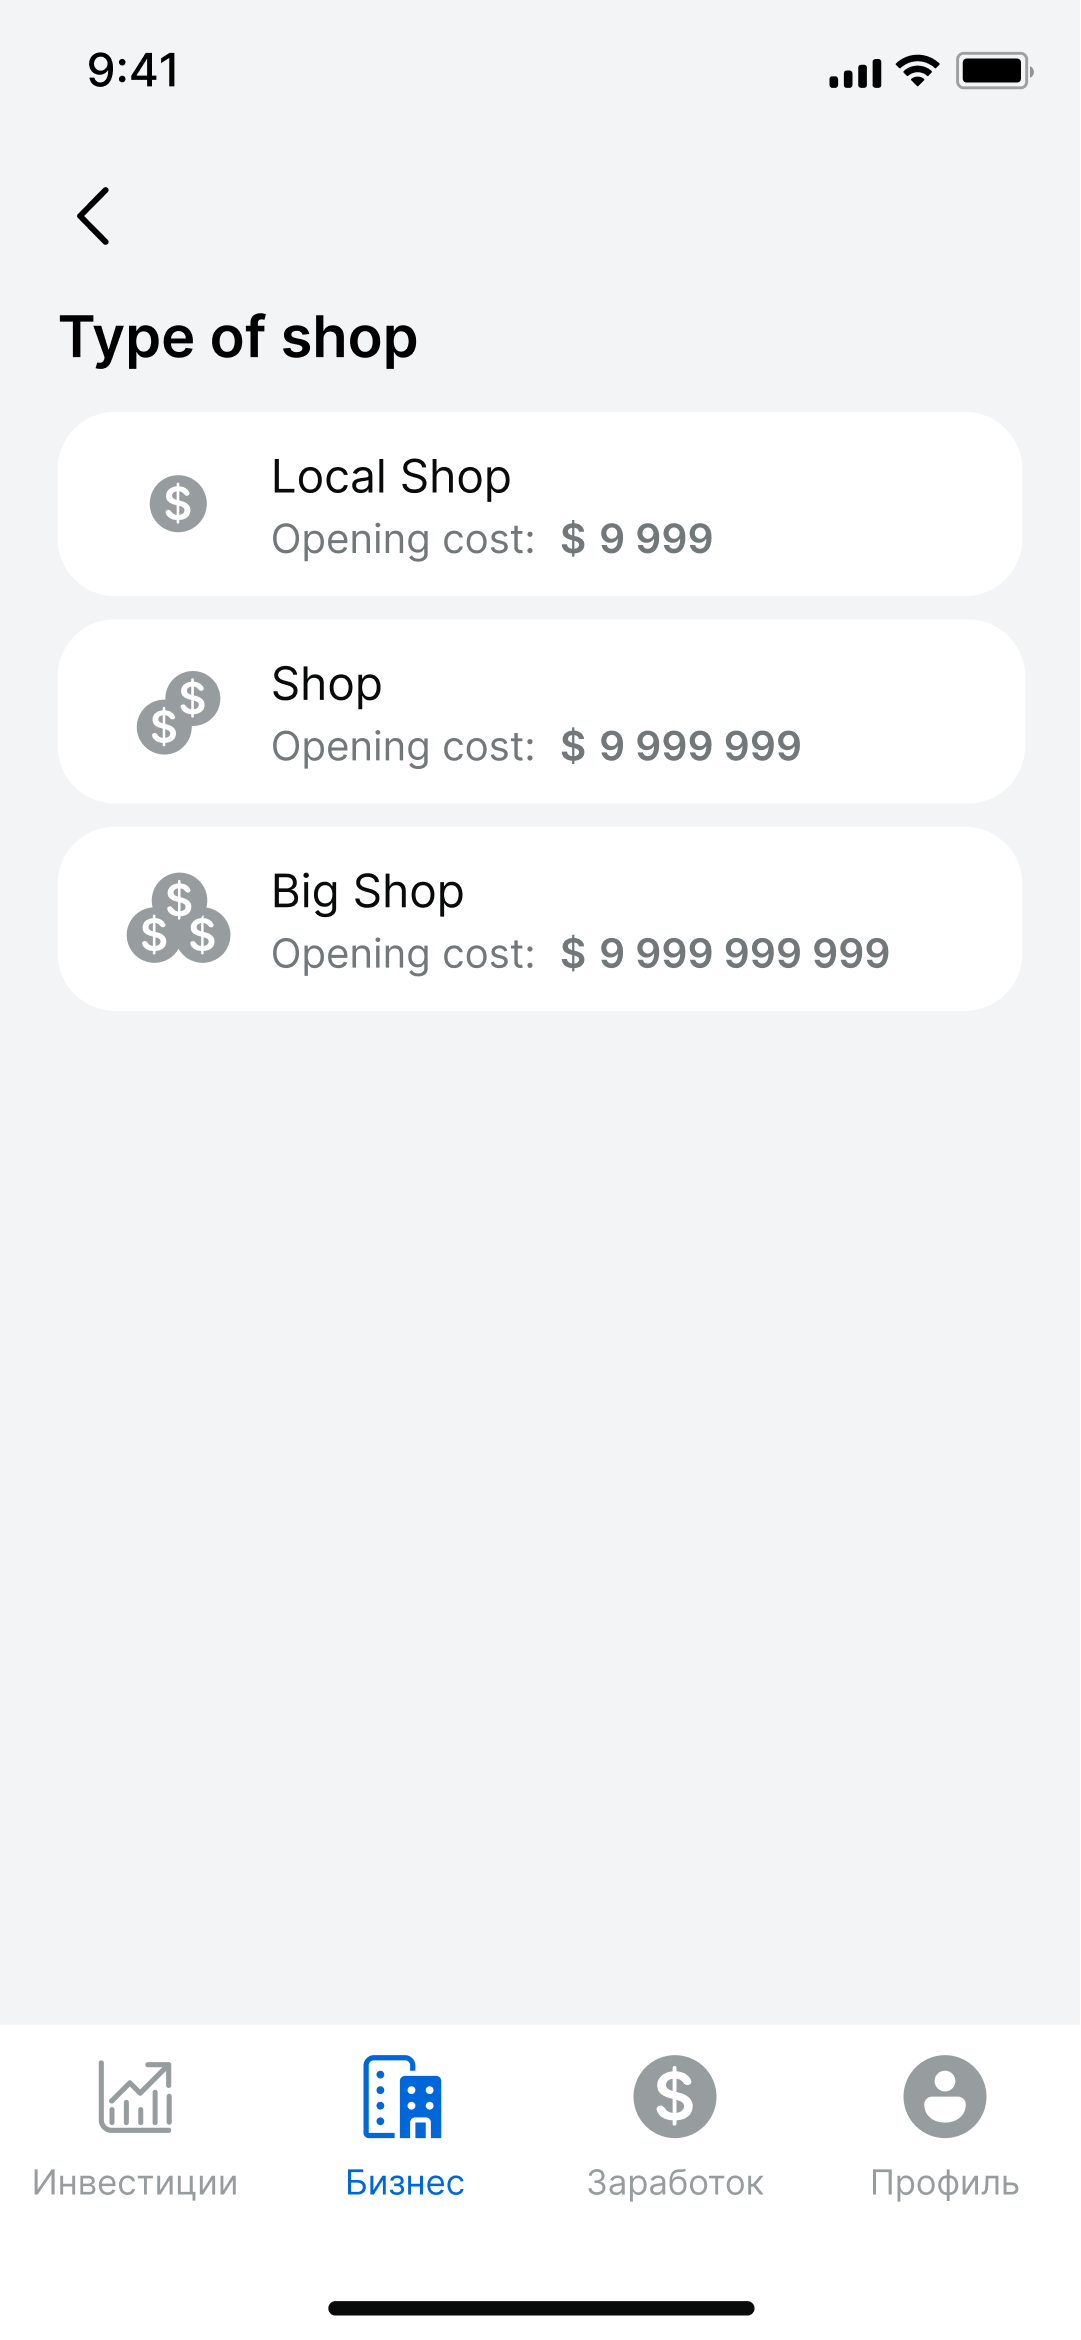 9:41
Type of shop
Local Shop
Opening cost: $ 9 999
Shop
Opening cost: $ 9 999 999
Big Shop
Opening cost: $ 9 999 999 999
Инвестиции Бизнес Заработок Профиль